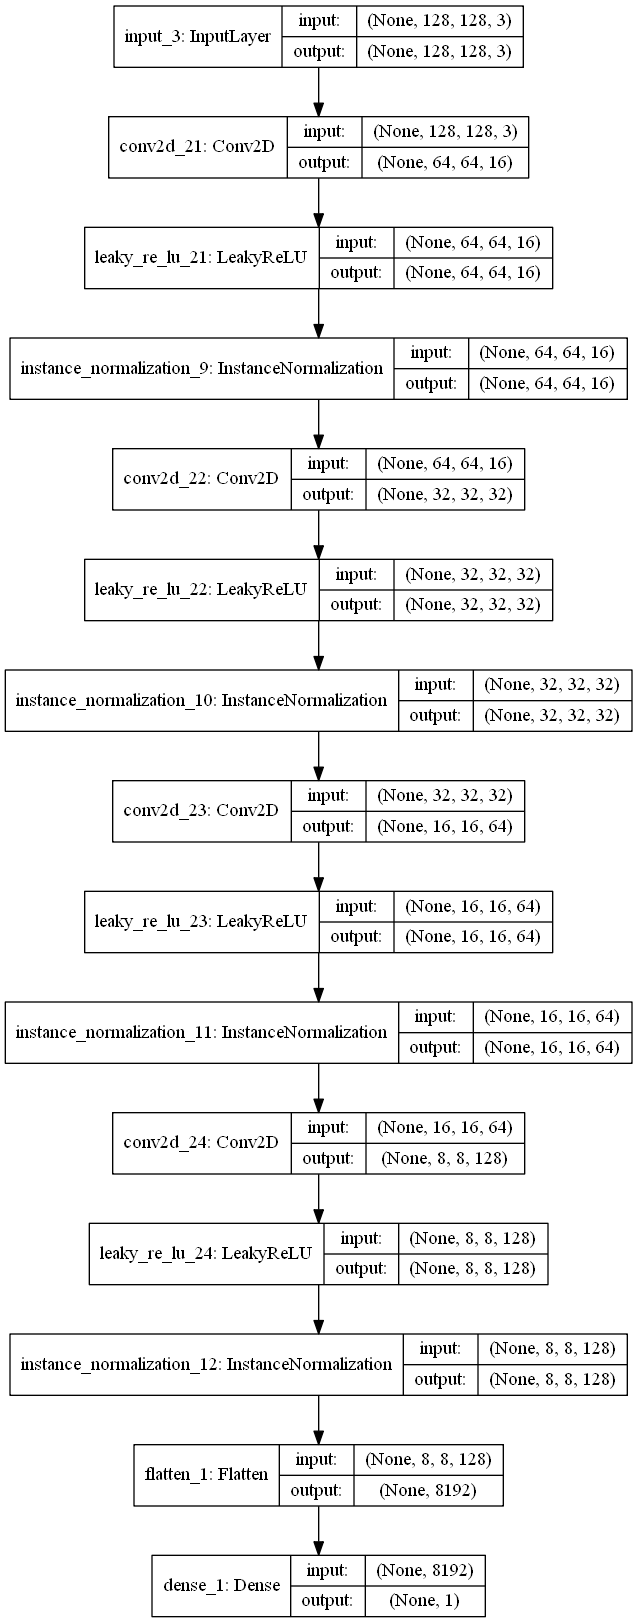 input_3: InputLayer
input: (None, 128, 128, 3)
output: (None, 128, 128, 3)
conv2d_21: Conv2D
input: (None, 128, 128, 3)
output: (None, 64, 64, 16)
leaky_re_lu_21: LeakyReLU
input: (None, 64, 64, 16)
output: (None, 64, 64, 16)
instance_normalization_9: InstanceNormalization
input: (None, 64, 64, 16)
output: (None, 64, 64, 16)
conv2d_22: Conv2D
input: (None, 64, 64, 16)
output: (None, 32, 32, 32)
leaky_re_lu_22: LeakyReLU
input: (None, 32, 32, 32)
output: (None, 32, 32, 32)
instance_normalization_10: InstanceNormalization
input: (None, 32, 32, 32)
output: (None, 32, 32, 32)
conv2d_23: Conv2D
input: (None, 32, 32, 32)
output: (None, 16, 16, 64)
leaky_re_lu_23: LeakyReLU
input: (None, 16, 16, 64)
output: (None, 16, 16, 64)
instance_normalization_11: InstanceNormalization
input: (None, 16, 16, 64)
output: (None, 16, 16, 64)
conv2d_24: Conv2D
input: (None, 16, 16, 64)
output: (None, 8, 8, 128)
leaky_re_lu_24: LeakyReLU
input: (None, 8, 8, 128)
output: (None, 8, 8, 128)
instance_normalization_12: InstanceNormalization
input: (None, 8, 8, 128)
output: (None, 8, 8, 128)
flatten_1: Flatten
input: (None, 8, 8, 128)
output: (None, 8192)
dense_1: Dense
input: (None, 8192)
output: (None, 1)